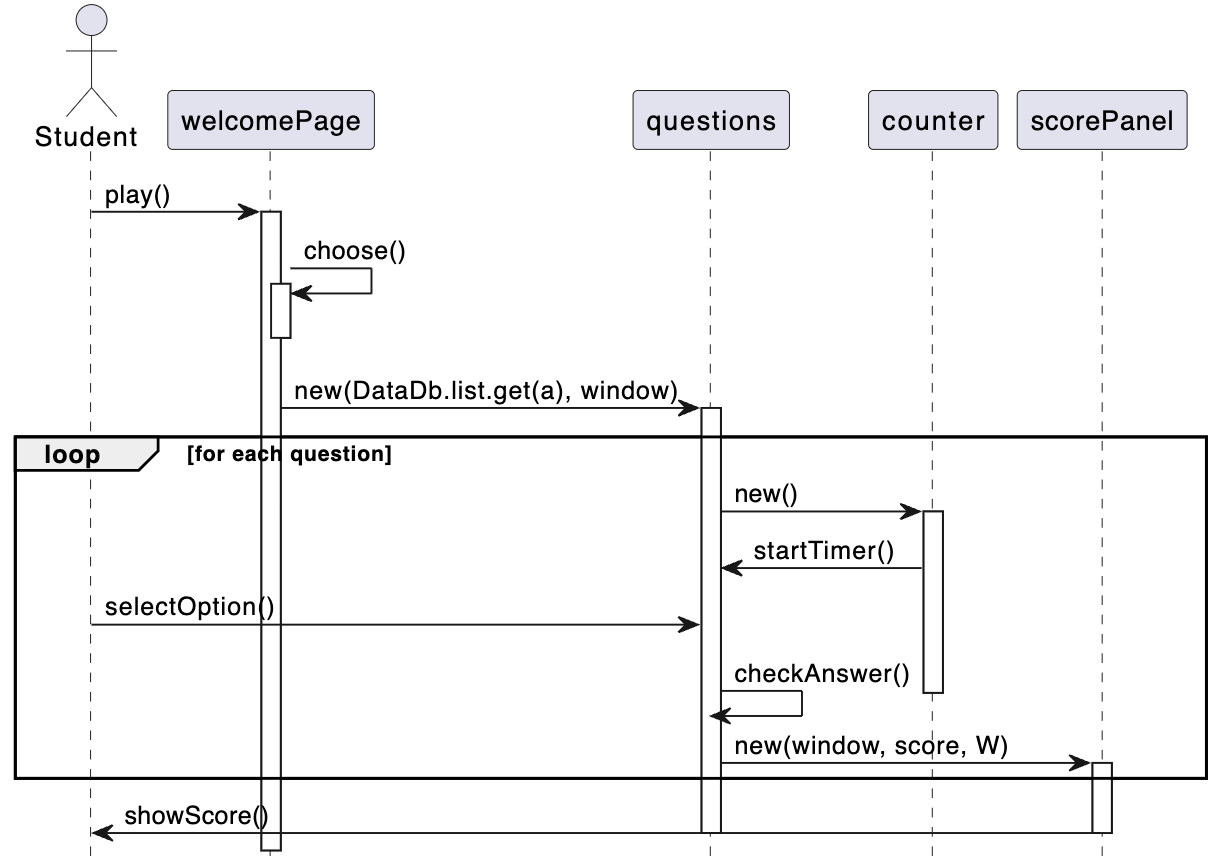 Student
welcomePage
questions
counter
scorePanel
play()
choose()
new(DataDb.list.get(a), window)
loop
[for each question]
new()
startTimer()
selectOption()
checkAnswer()
new(window, score, W)
showScore()